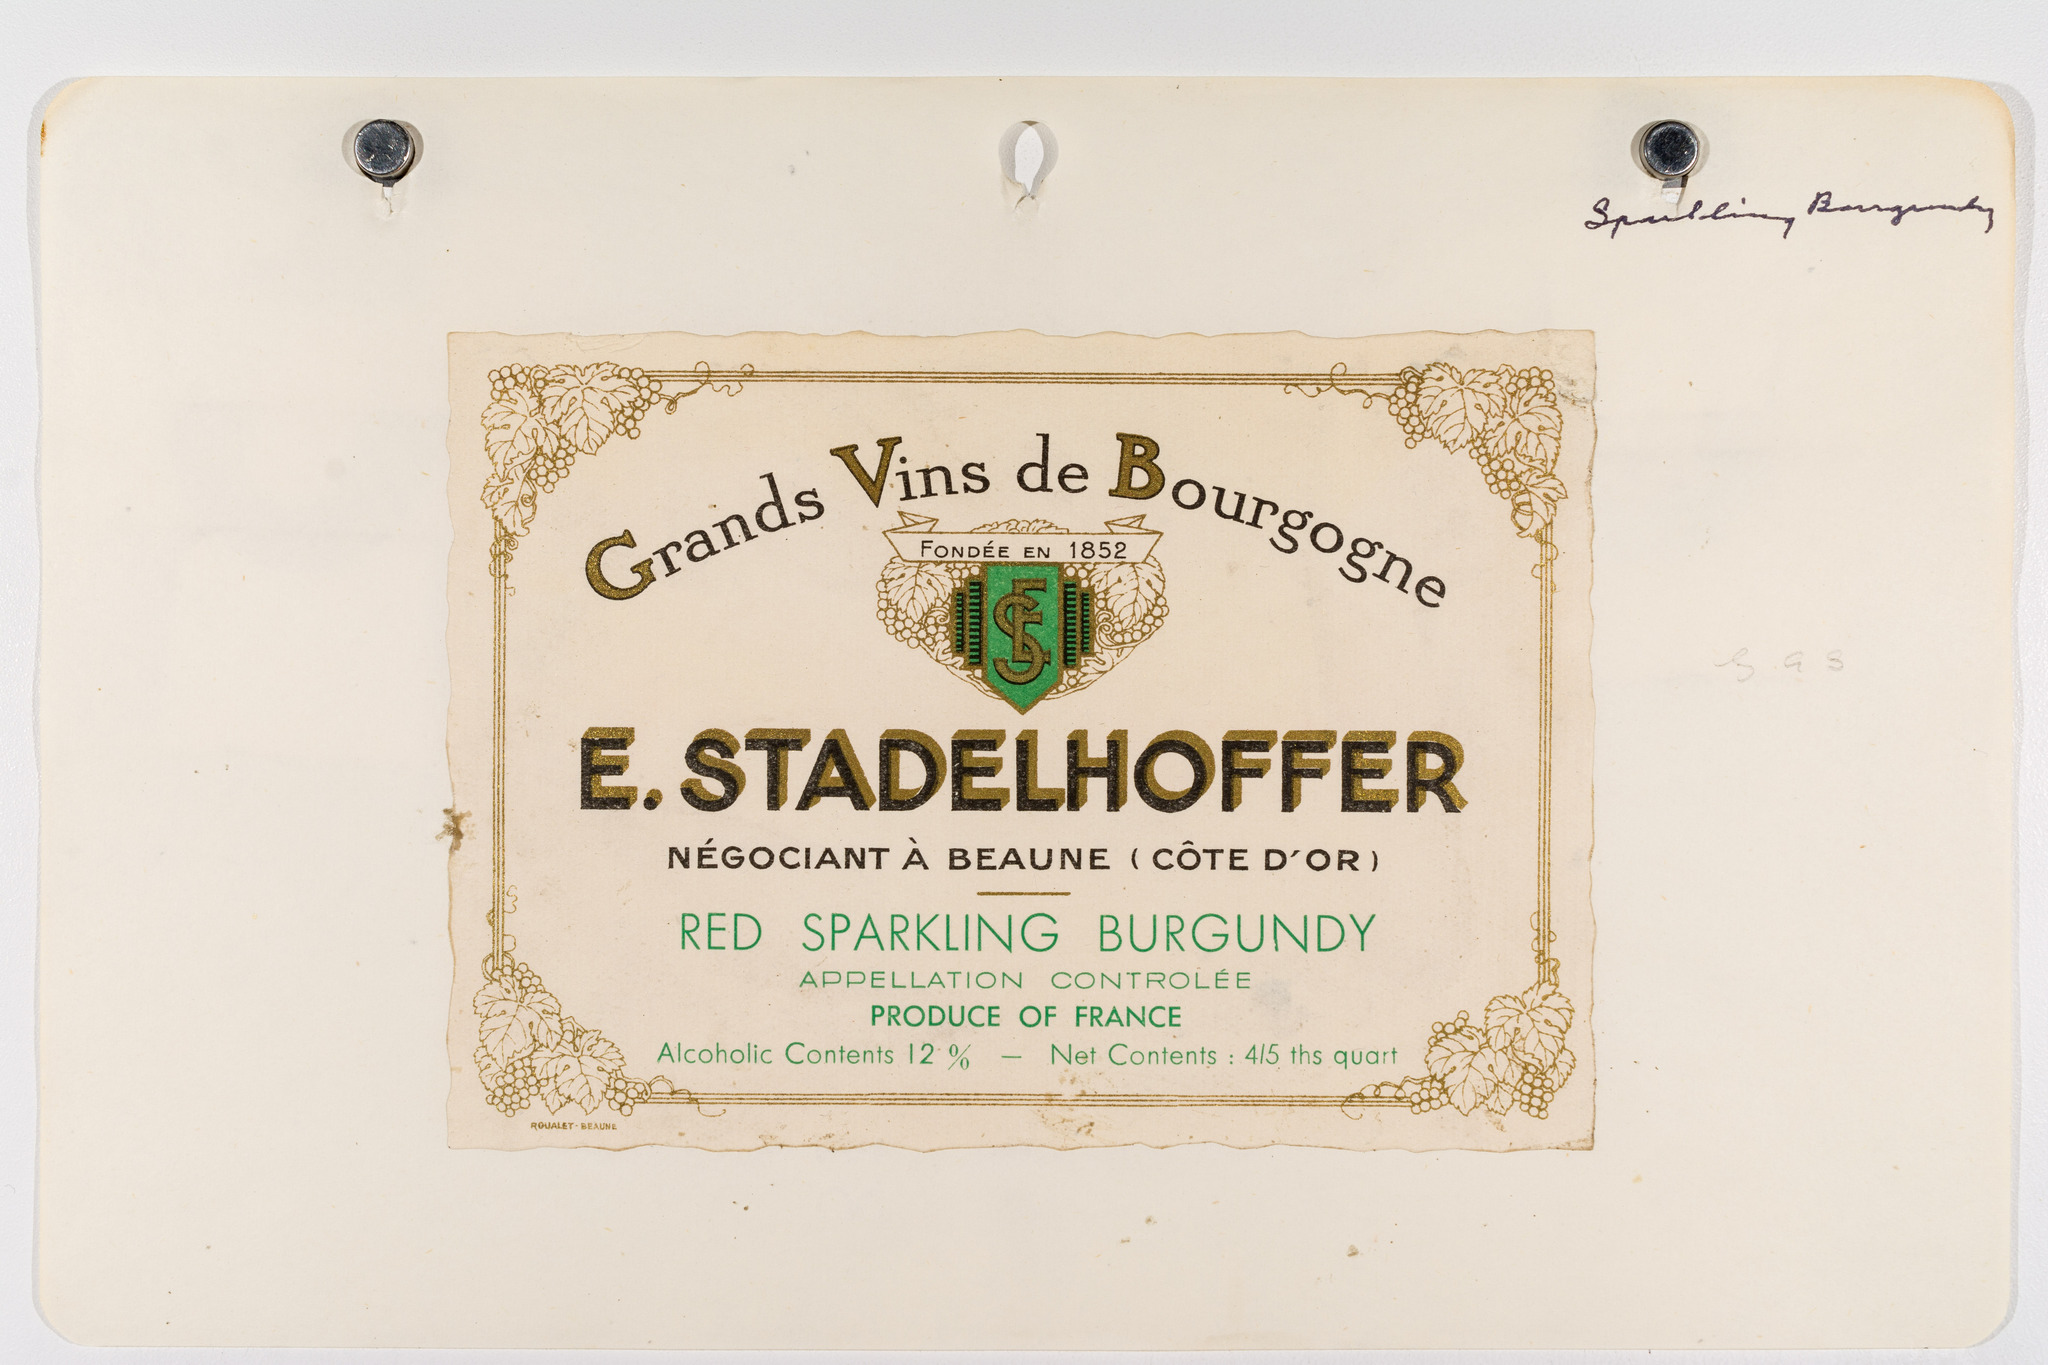 Sparkling Burgundy
Grands Vins de Bourgogne
FONDÉE EN 1852
E. STADELHOFFER
NÉGOCIANT À BEAUNE (CÔTE D'OR)
RED SPARKLING BURGUNDY
APPELLATION CONTROLÉE
PRODUCE OF FRANCE
Alcoholic Contents 12 % — Net Contents : 4/5 ths quart
ROUALET-BEAUNE